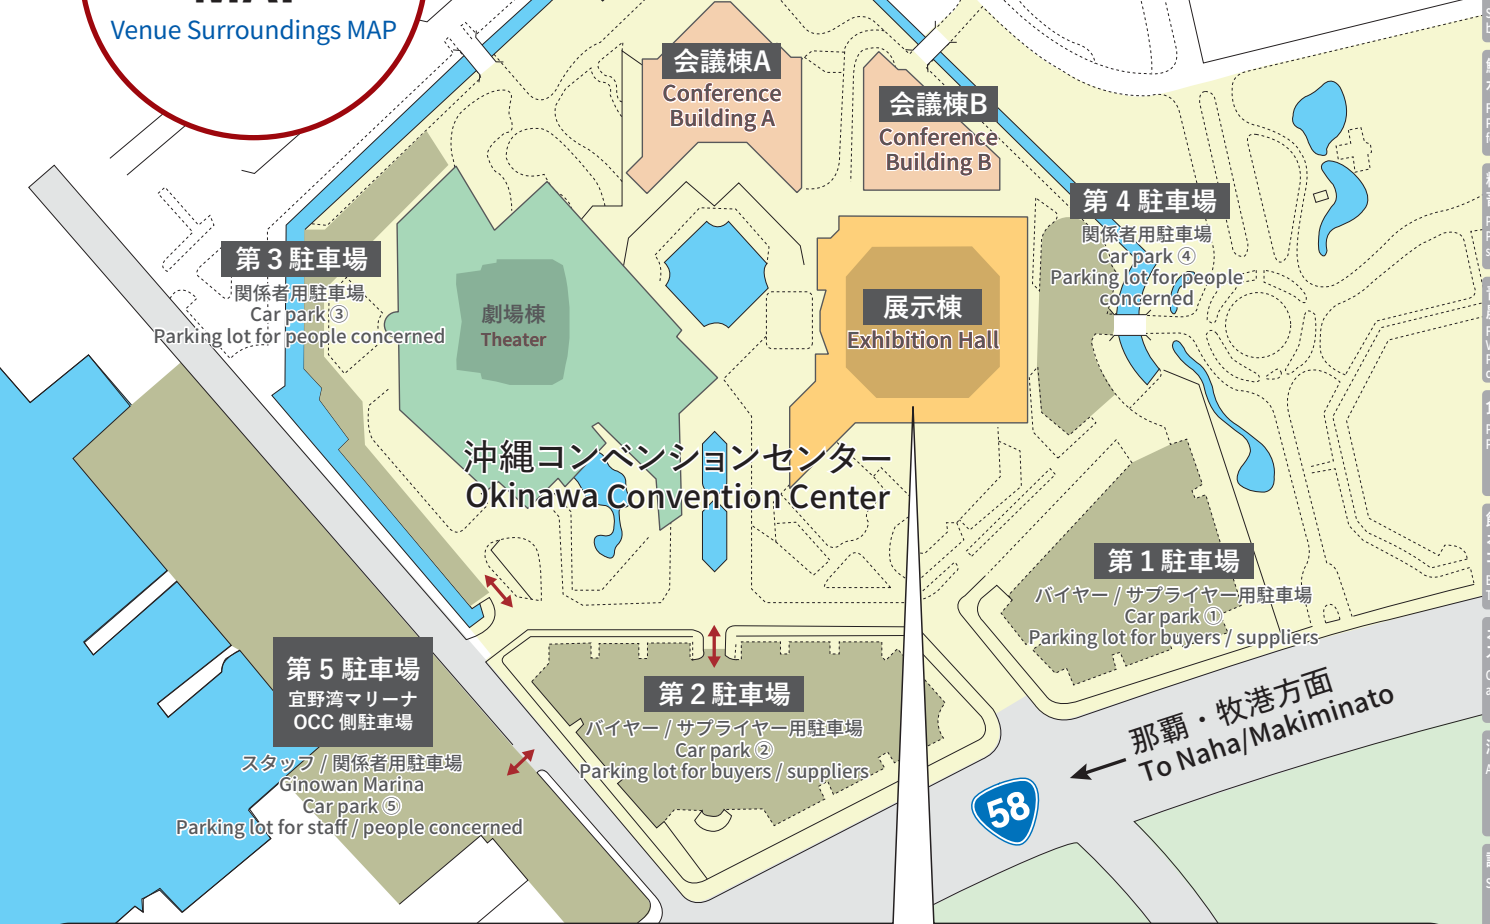 Venue Surroundings MAP
会議棟A
Conference
Building A
会議棟B
Conference
Building B
第4駐車場
関係者用駐車場
Car park ④
Parking lot for people
concerned
第3駐車場
関係者用駐車場
Car park ③
Parking lot for people concerned
劇場棟
Theater
展示棟
Exhibition Hall
沖縄コンベンションセンター
Okinawa Convention Center
第1駐車場
バイヤー / サプライヤー用駐車場
Car park ①
Parking lot for buyers / suppliers
第5駐車場
宜野湾マリーナ
OCC 側駐車場
スタッフ / 関係者用駐車場
Ginowan Marina
Car park ⑤
Parking lot for staff / people concerned
第2駐車場
バイヤー / サプライヤー用駐車場
Car park ②
Parking lot for buyers / suppliers
那覇・牧港方面
To Naha/Makiminato
58